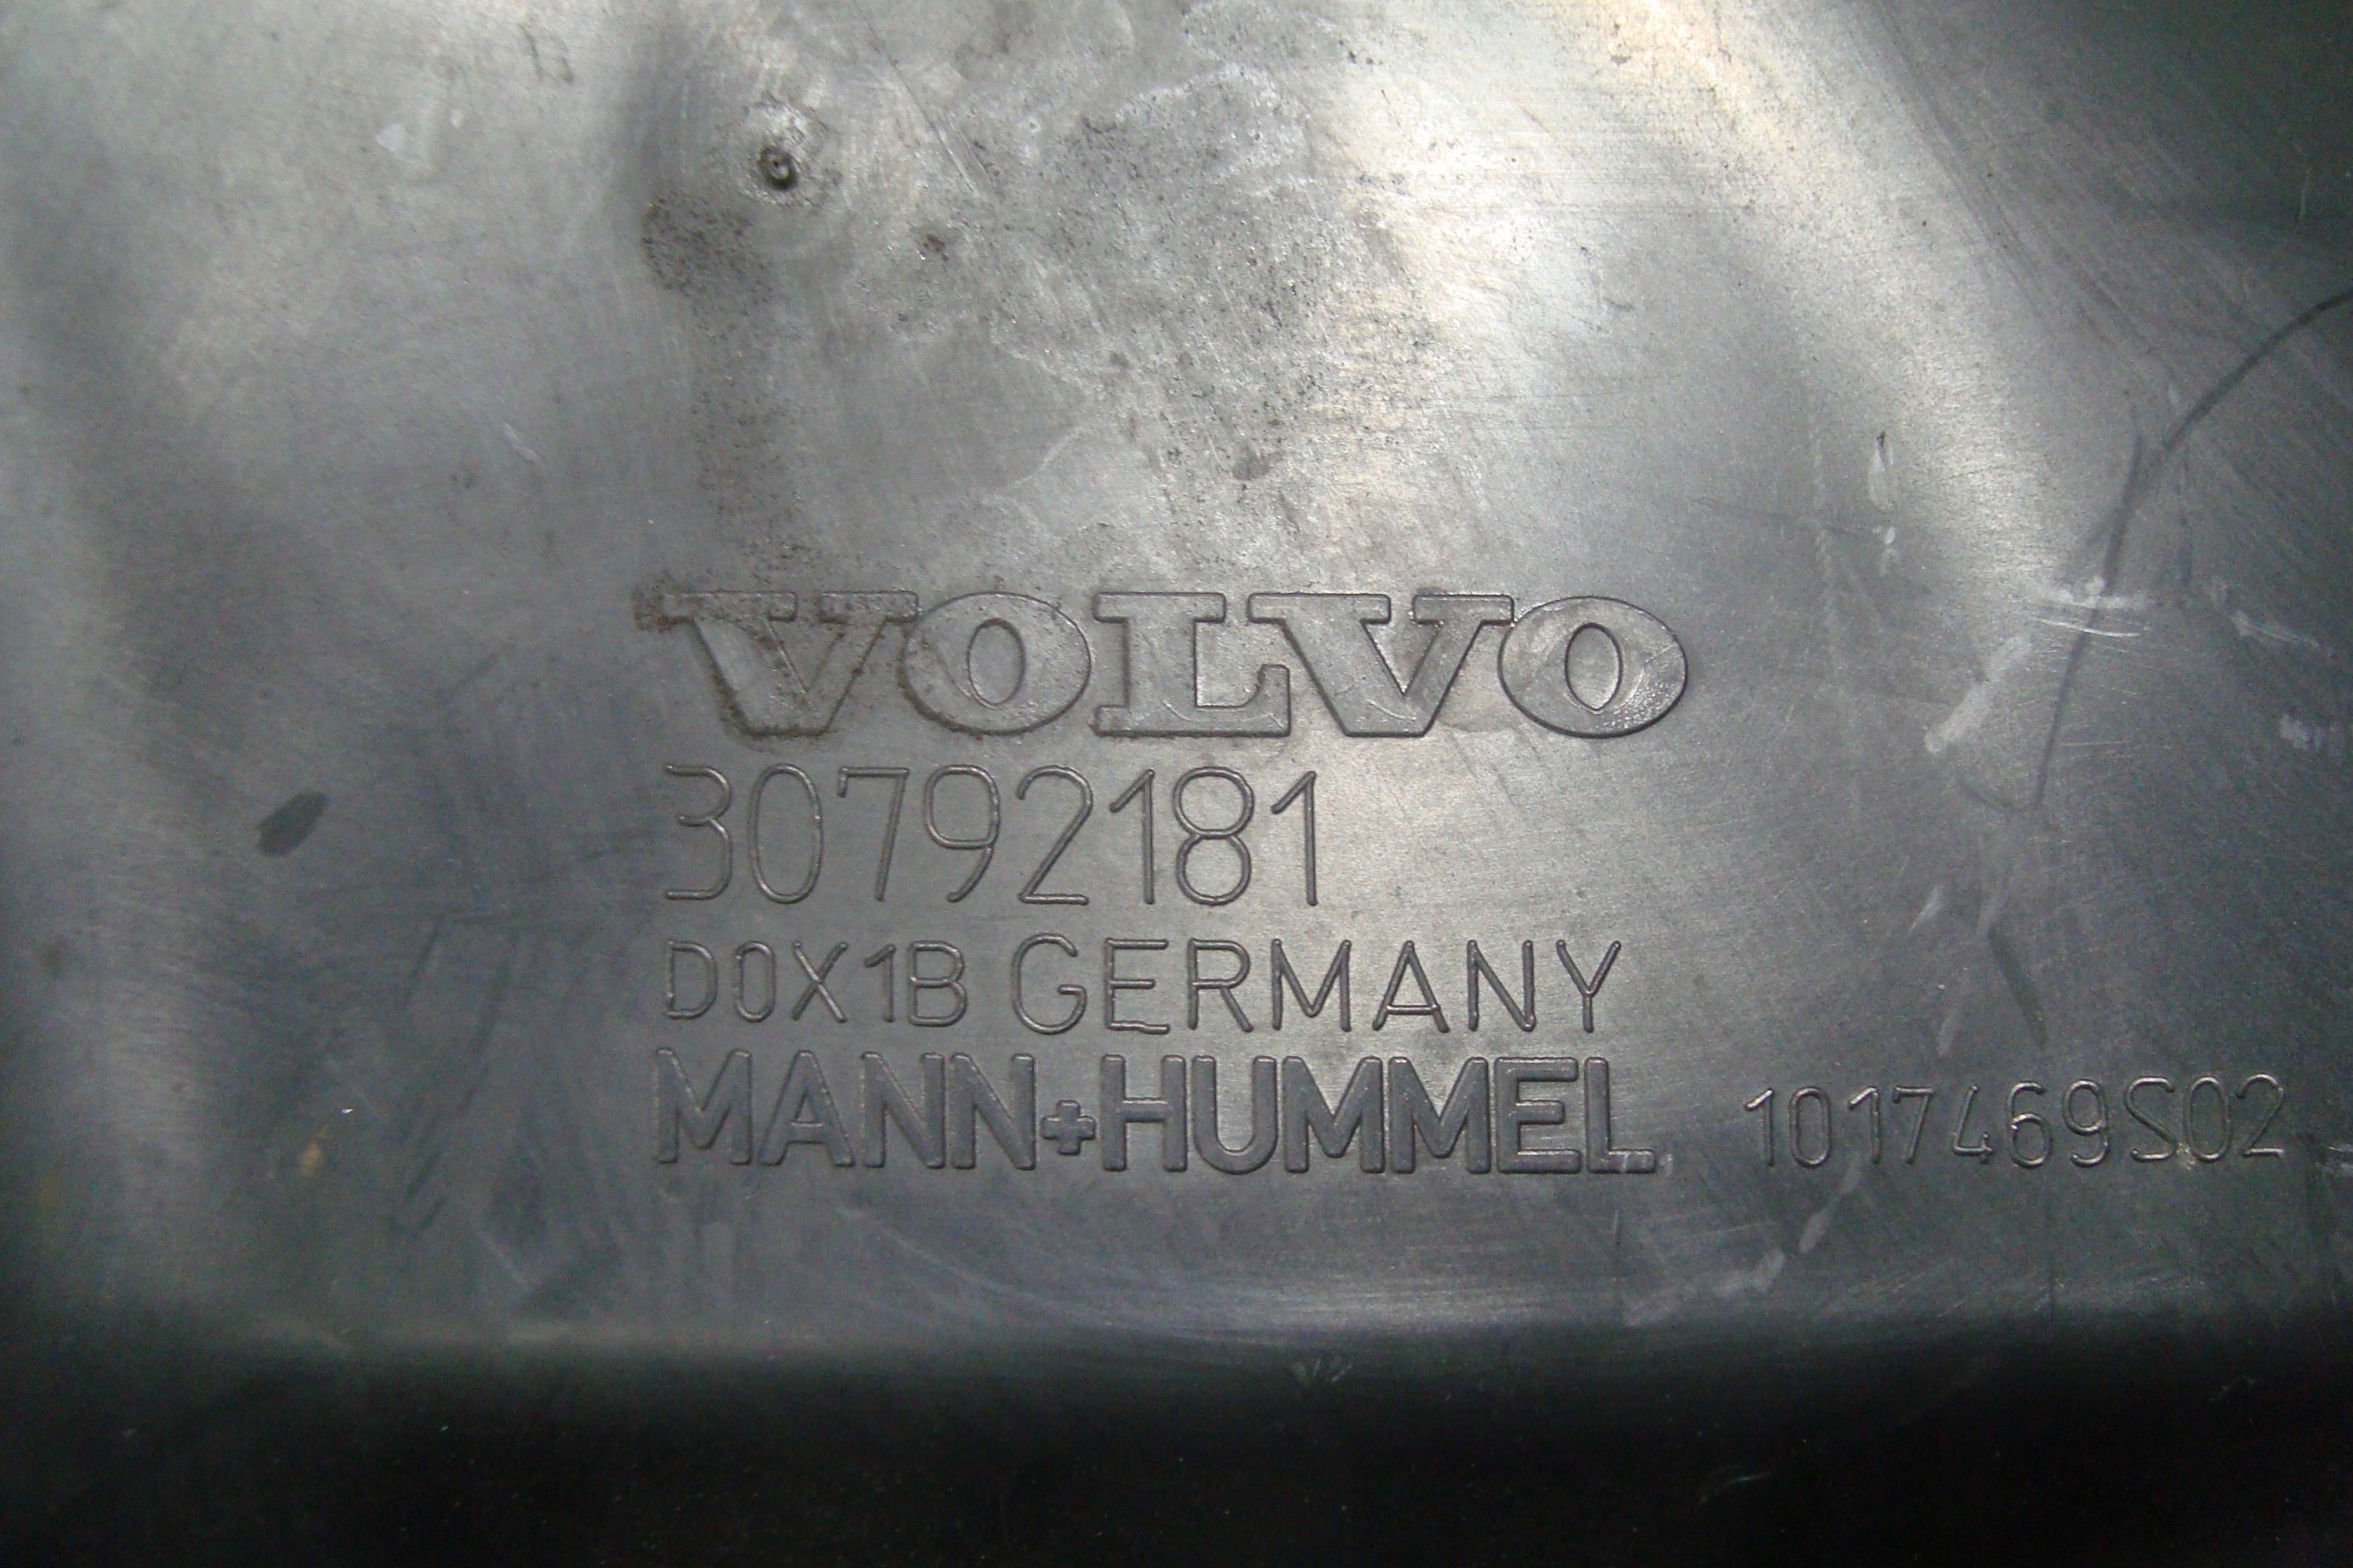 VOLVO
30792181
D0X1B GERMANY
MANN+HUMMEL 1017469S02